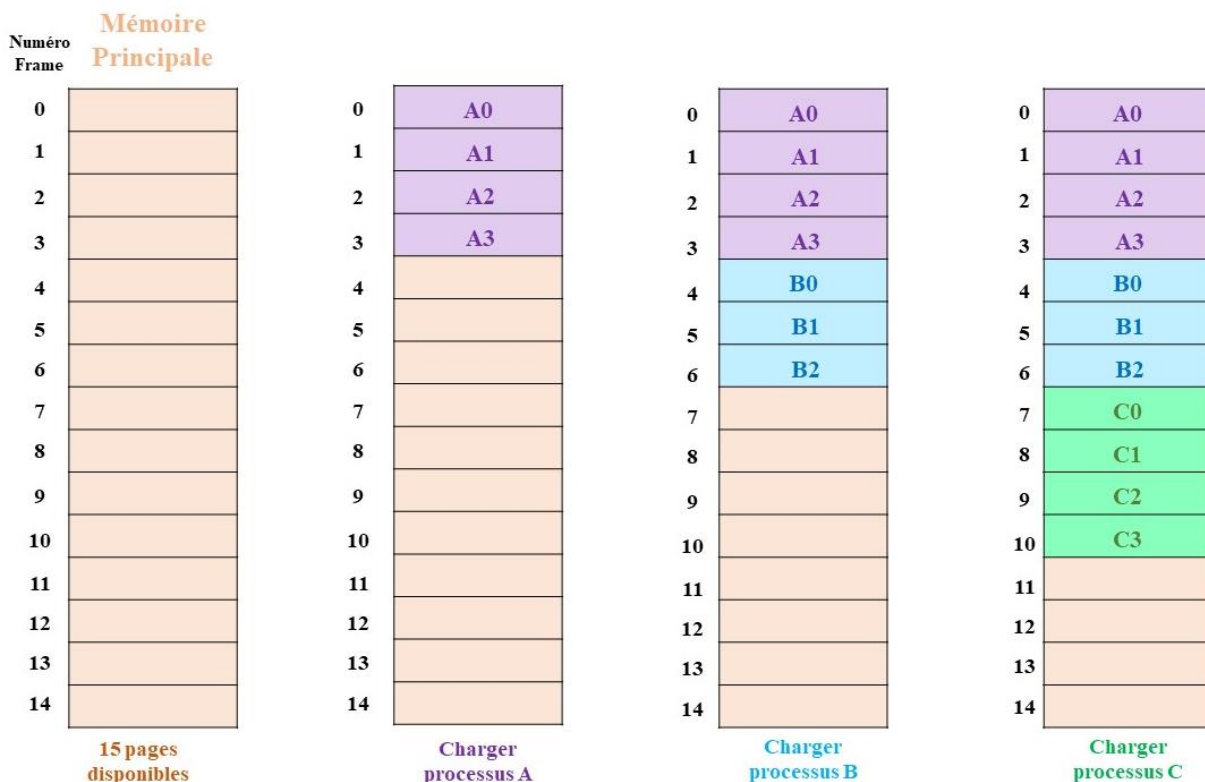 Numéro
Frame
Mémoire
Principale
0
1
2
3
4
5
6
7
8
9
10
11
12
13
14
15 pages
disponibles
0 A0
1 A1
2 A2
3 A3
4
5
6
7
8
9
10
11
12
13
14
Charger
processus A
0 A0
1 A1
2 A2
3 A3
4 B0
5 B1
6 B2
7
8
9
10
11
12
13
14
Charger
processus B
0 A0
1 A1
2 A2
3 A3
4 B0
5 B1
6 B2
7 C0
8 C1
9 C2
10 C3
11
12
13
14
Charger
processus C